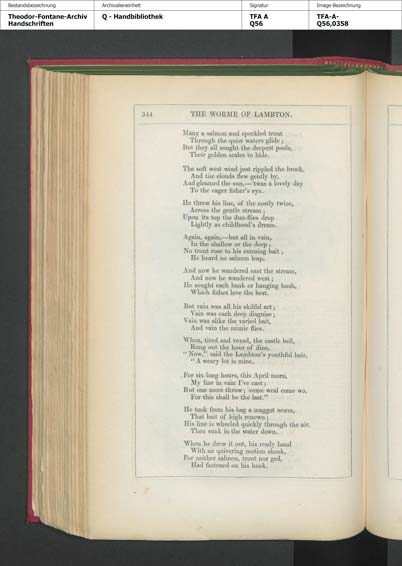 Bestandsbezeichnung
Archivalieneinheit
Signatur
Image-Bezeichnung
Theodor-Fontane-Archiv
Handschriften
Q - Handbibliothek
TFA A
Q56
TFA-A-
Q56,0358
344 THE WORME OF LAMBTON.
Many a salmon and speckled trout
Through the quiet waters glide;
But they all sought the deepest pools,
Their golden scales to hide.
The soft west wind just rippled the brook,
And the clouds flew gently by,
And gleamed the sun,—'twas a lovely day
To the eager fisher's eye.
He threw his line, of the costly twine,
Across the gentle stream;
Upon its top the dun-flies drop
Lightly as childhood's dream.
Again, again,—but all in vain,
In the shallow or the deep;
No trout rose to his cunning bait;
He heard no salmon leap.
And now he wandered east the stream,
And now he wandered west;
He sought each bank or hanging bush,
Which fishes love the best.
But vain was all his skilful art;
Vain was each deep disguise;
Vain was alike the varied bait,
And vain the mimic flies.
When, tired and vexed, the castle bell,
Rung out the hour of dine,
"Now," said the Lambton's youthful heir,
"A weary lot is mine.
For six long hours, this April morn,
My line in vain I've cast;
But one more throw; come weal come wo,
For this shall be the last."
He took from his bag a maggot worm,
That bait of high renown;
His line is wheeled quickly through the air,
Then sunk in the water down.
When he drew it out, his ready hand
With no quivering motion shook,
For neither salmon, trout nor ged,
Had fastened on his hook.